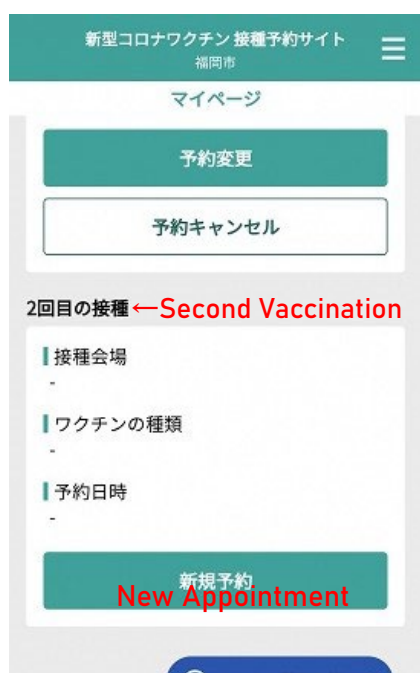 新型コロナワクチン 接種予約サイト
福岡市
マイページ
予約変更
予約キャンセル
2回目の接種←Second Vaccination
接種会場
-
ワクチンの種類
-
予約日時
-
新規予約
New Appointment